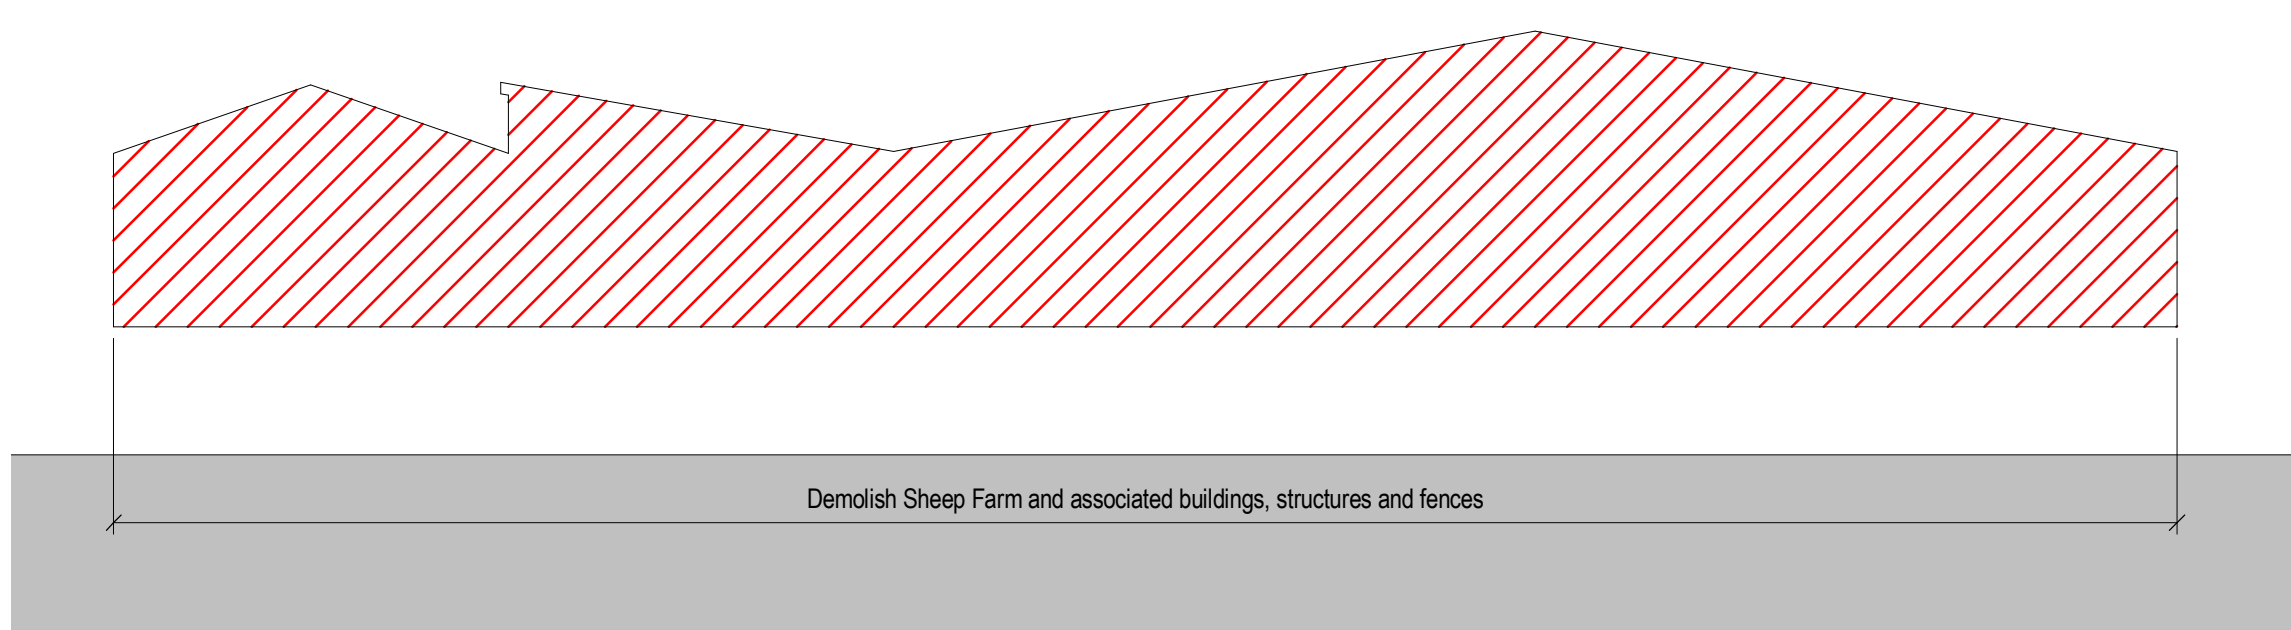 Demolish Sheep Farm and associated buildings, structures and fences